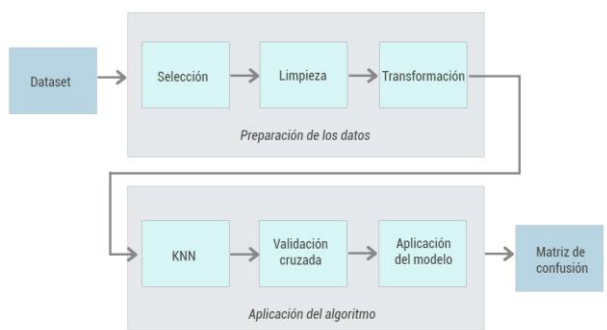 Dataset
Selección
Limpieza
Transformación
Preparación de los datos
KNN
Validación
cruzada
Aplicación
del modelo
Matriz de
confusión
Aplicación del algoritmo